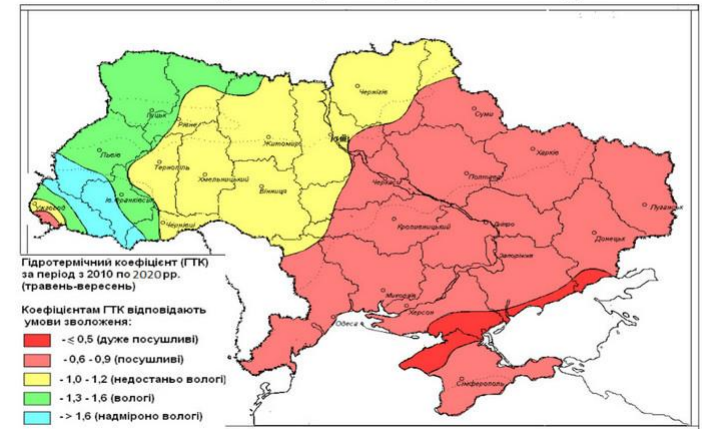 Чернігів
Суми
Луцьк
Рівне
Житомир
Київ
Львів
Харків
Тернопіль
Хмельницький
Полтава
Вінниця
Черкаси
Ужгород
Ів.Франківськ
Луганськ
Чернівці
Кропивницький
Дніпро
Донецьк
Запоріжжя
Гідротермічний коефіцієнт (ГТК)
за період з 2010 по 2020 рр.
(травень-вересень)
Миколаїв
Херсон
Одеса
Коефіцієнтам ГТК відповідають
умови зволоженя:
- ≤ 0,5 (дуже посушливі)
- 0,6 - 0,9 (посушливі)
- 1,0 - 1,2 (недостаньо вологі)
- 1,3 - 1,6 (вологі)
- > 1,6 (надміроно вологі)
Сімферополь